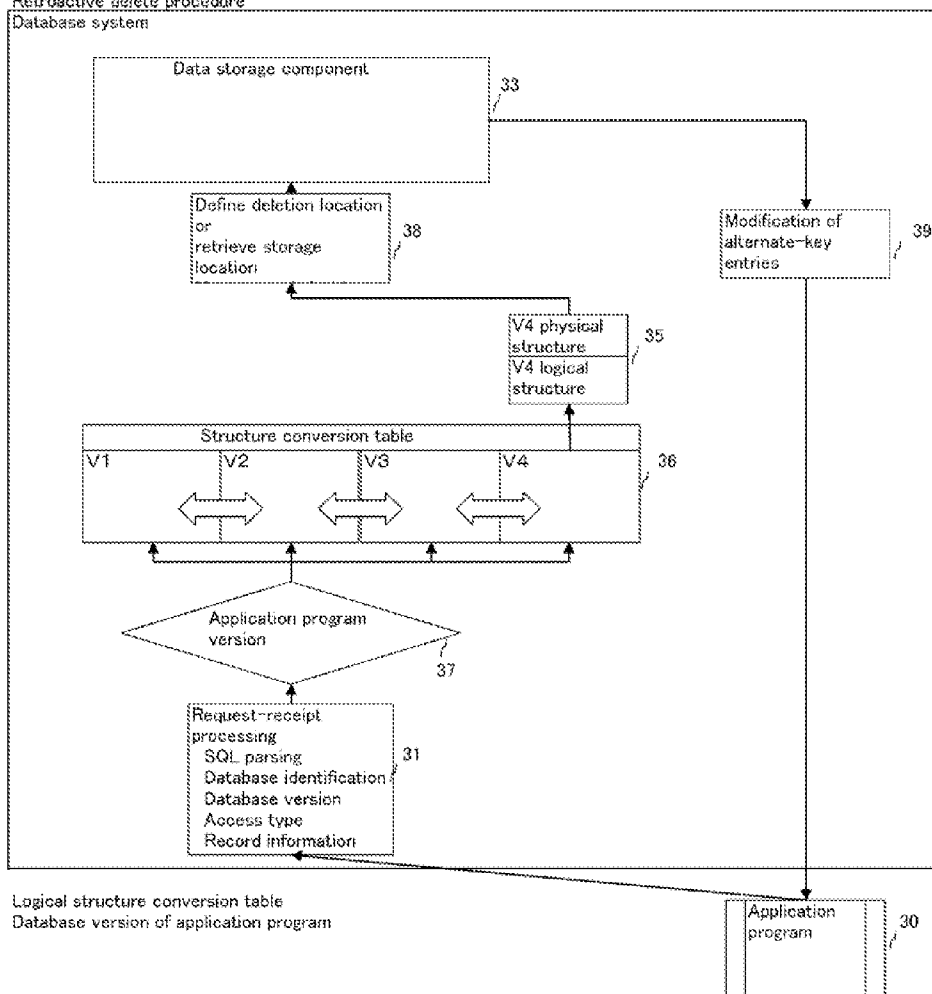 Retroactive delete procedure
Database system
Data storage component
33
Define deletion location
or
retrieve storage
location
38
Modification of
alternate-key
entries
39
V4 physical
structure
V4 logical
structure
35
Structure conversion table
V1
V2
V3
V4
36
Application program
version
37
Request-receipt
processing
SQL parsing
Database identification
Database version
Access type
Record information
31
Logical structure conversion table
Database version of application program
Application
program
30